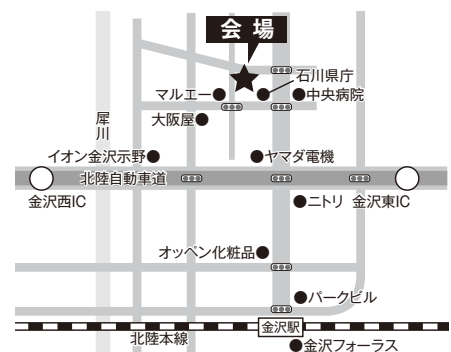 会場
石川県庁
マルエー
中央病院
大阪屋
犀川
イオン金沢示野
ヤマダ電機
北陸自動車道
金沢西IC
ニトリ
金沢東IC
オッペン化粧品
パークビル
金沢駅
北陸本線
金沢フォーラス